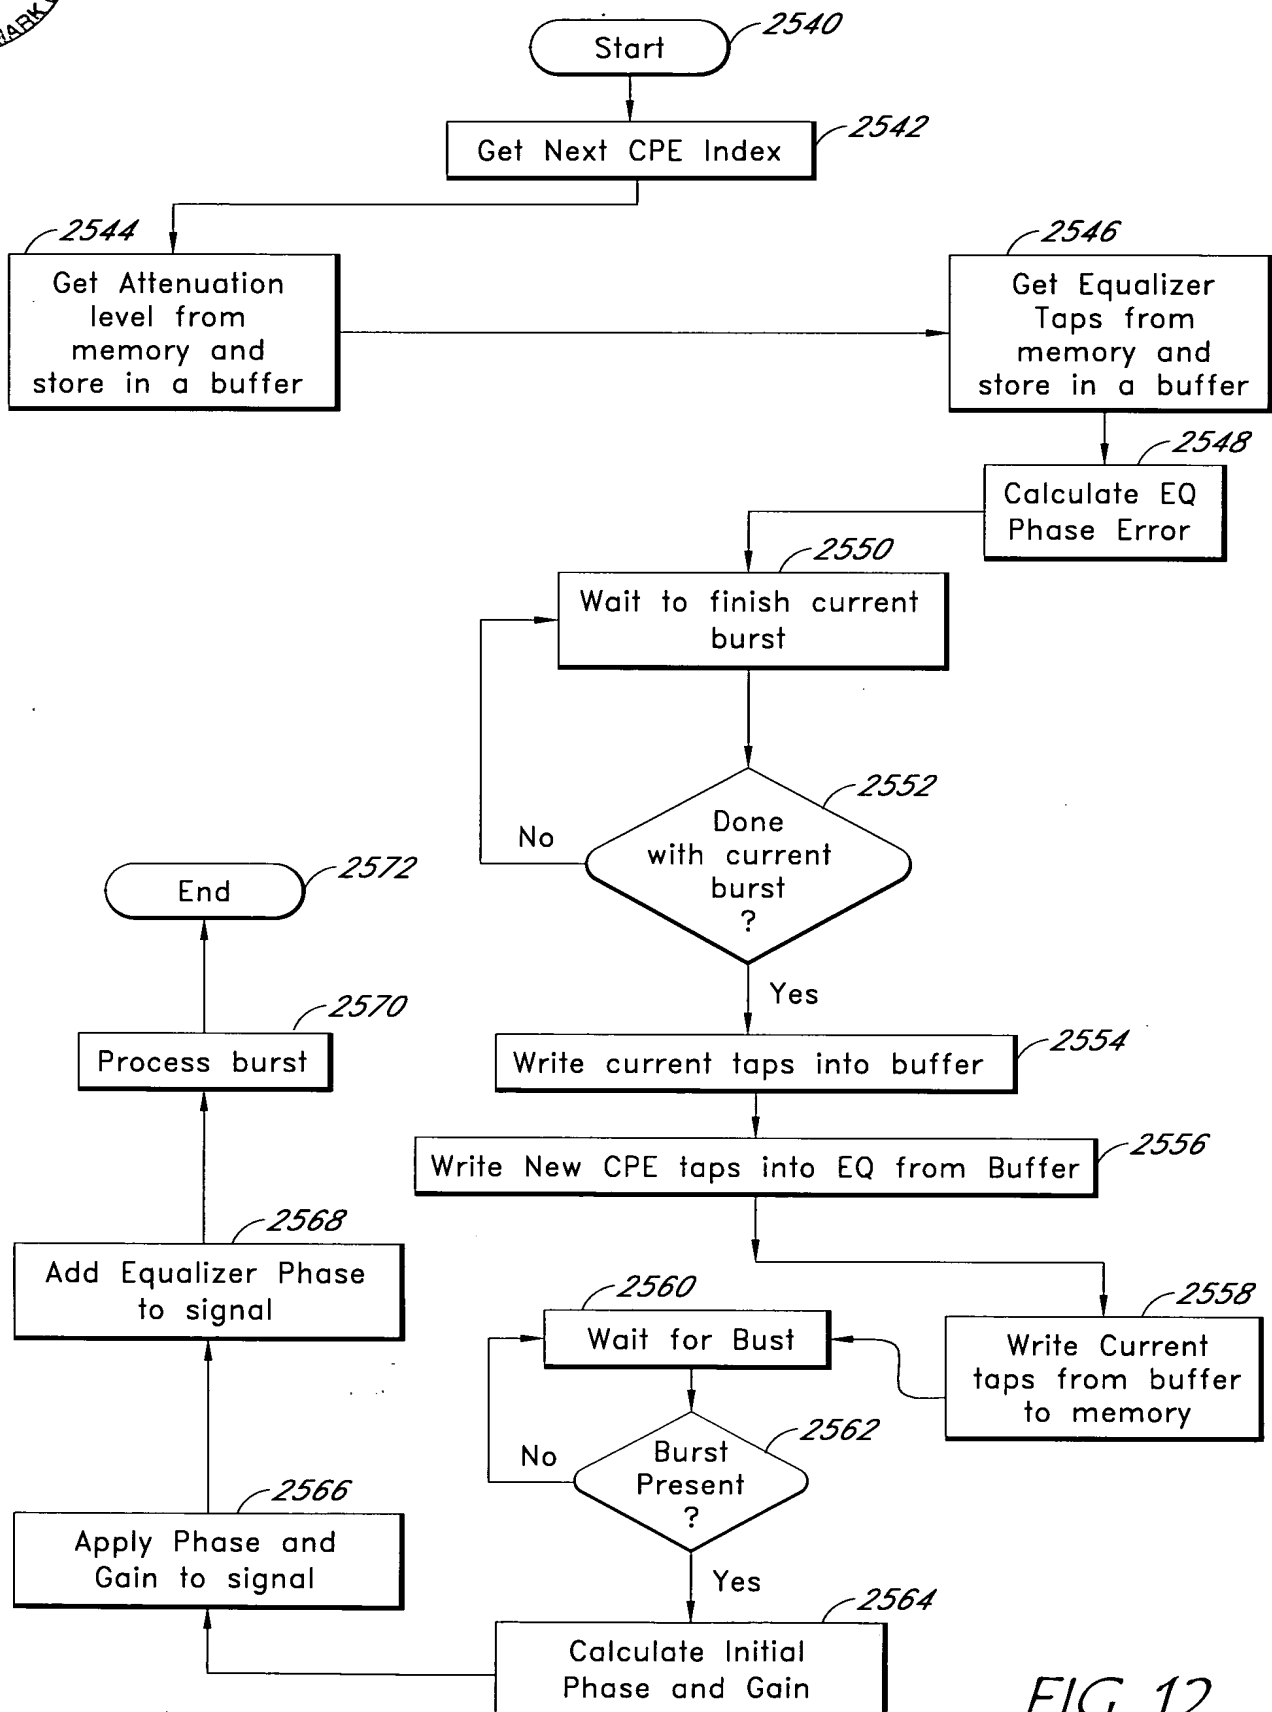 MARK
Start
2540
Get Next CPE Index
2542
2544
Get Attenuation
level from
memory and
store in a buffer
2546
Get Equalizer
Taps from
memory and
store in a buffer
2548
Calculate EQ
Phase Error
2550
Wait to finish current
burst
2552
Done
with current
burst
?
No
Yes
2554
Write current taps into buffer
2556
Write New CPE taps into EQ from Buffer
2558
Write Current
taps from buffer
to memory
2560
Wait for Bust
2562
Burst
Present
?
No
Yes
2564
Calculate Initial
Phase and Gain
2566
Apply Phase and
Gain to signal
2568
Add Equalizer Phase
to signal
2570
Process burst
2572
End
FIG. 12